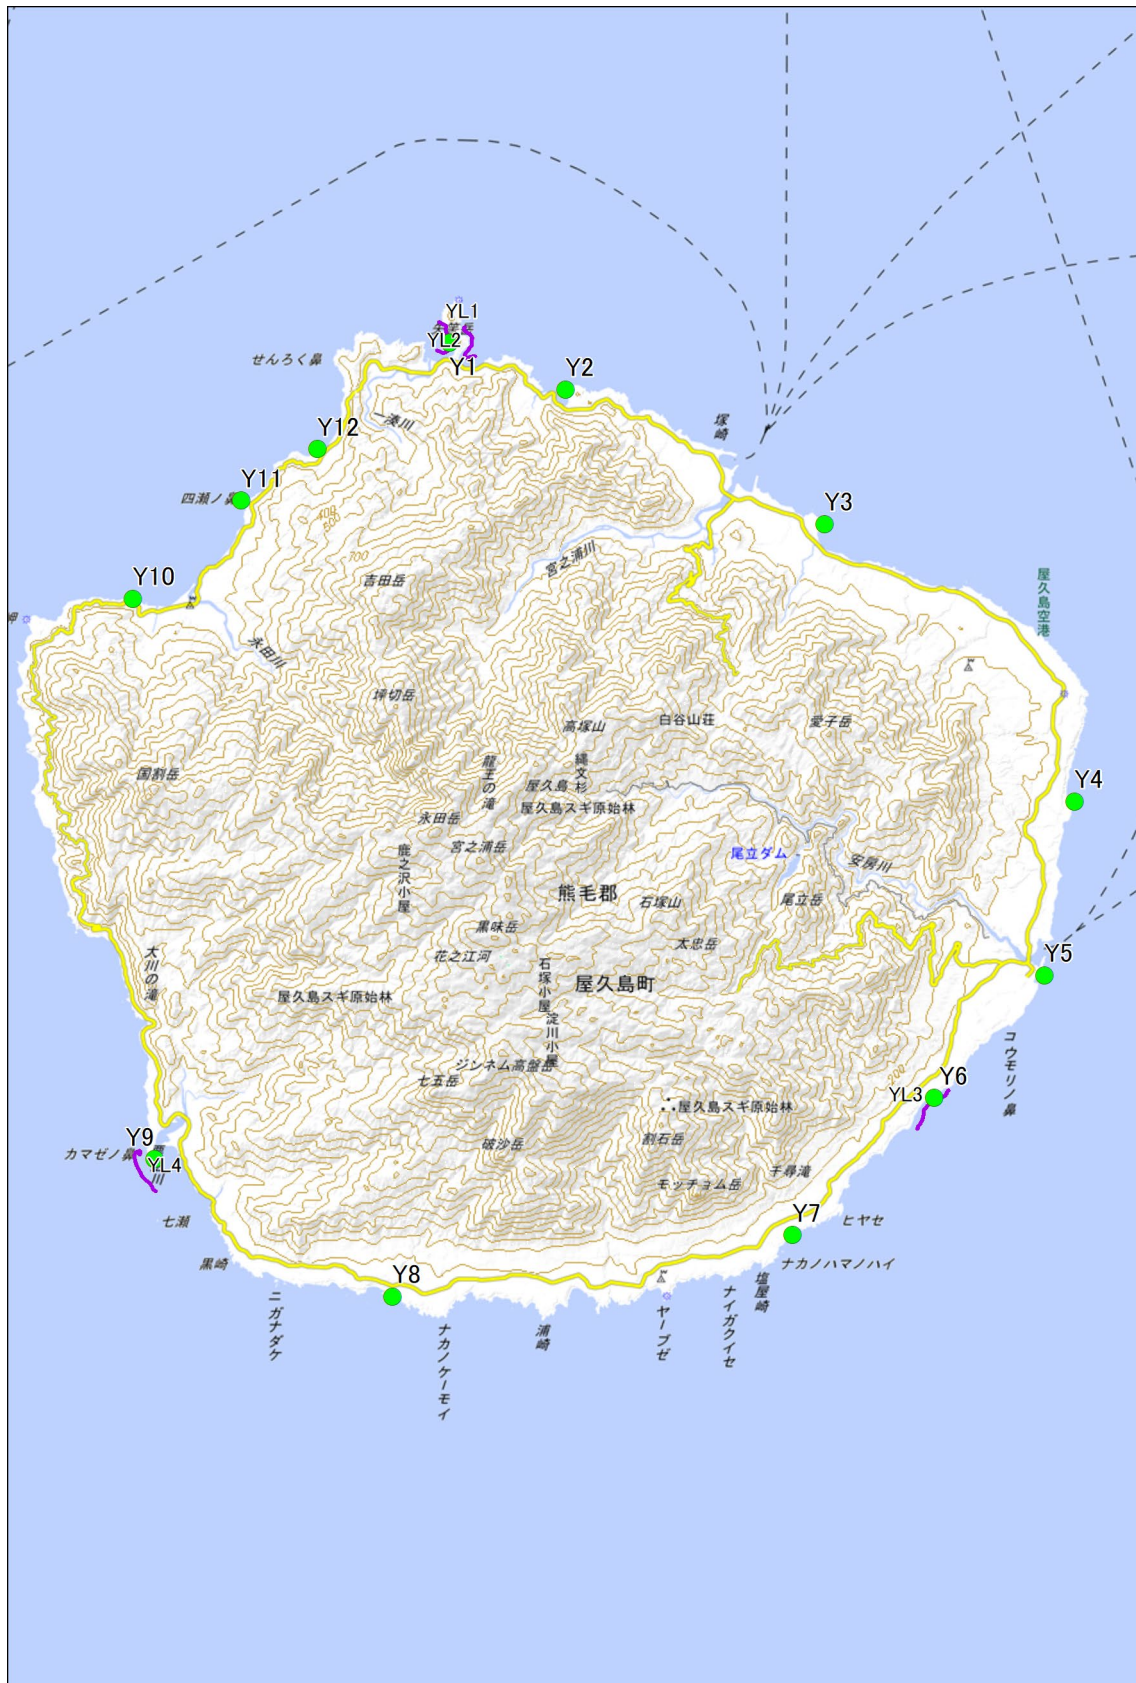 YL1
矢筈岳
YL2
Y1
せんろく鼻
Y2
一湊川
Y12
塚崎
四瀬ノ鼻
Y11
Y3
宮之浦川
400
500
700
吉田岳
Y10
岬
屋久島空港
永田川
坪切岳
高塚山
白谷山荘
愛子岳
国割岳
龍王の滝
縄文杉
屋久島
屋久島スギ原始林
Y4
永田岳
宮之浦岳
鹿之沢小屋
尾立ダム
安房川
熊毛郡
石塚山
尾立岳
黒味岳
太忠岳
花之江河
大川の滝
石塚小屋
屋久島町
屋久島スギ原始林
Y5
淀川小屋
コウモリノ鼻
ジンネム高盤岳
七五岳
200
Y6
YL3
屋久島スギ原始林
割石岳
破沙岳
Y9
カマゼノ鼻
YL4
千尋滝
モッチョム岳
七瀬
Y7
ヒヤセ
黒崎
ナカノハマノハイ
Y8
塩屋崎
ニガナダケ
ナカノケーモイ
浦崎
ヤーブゼ
ナイガクイセ